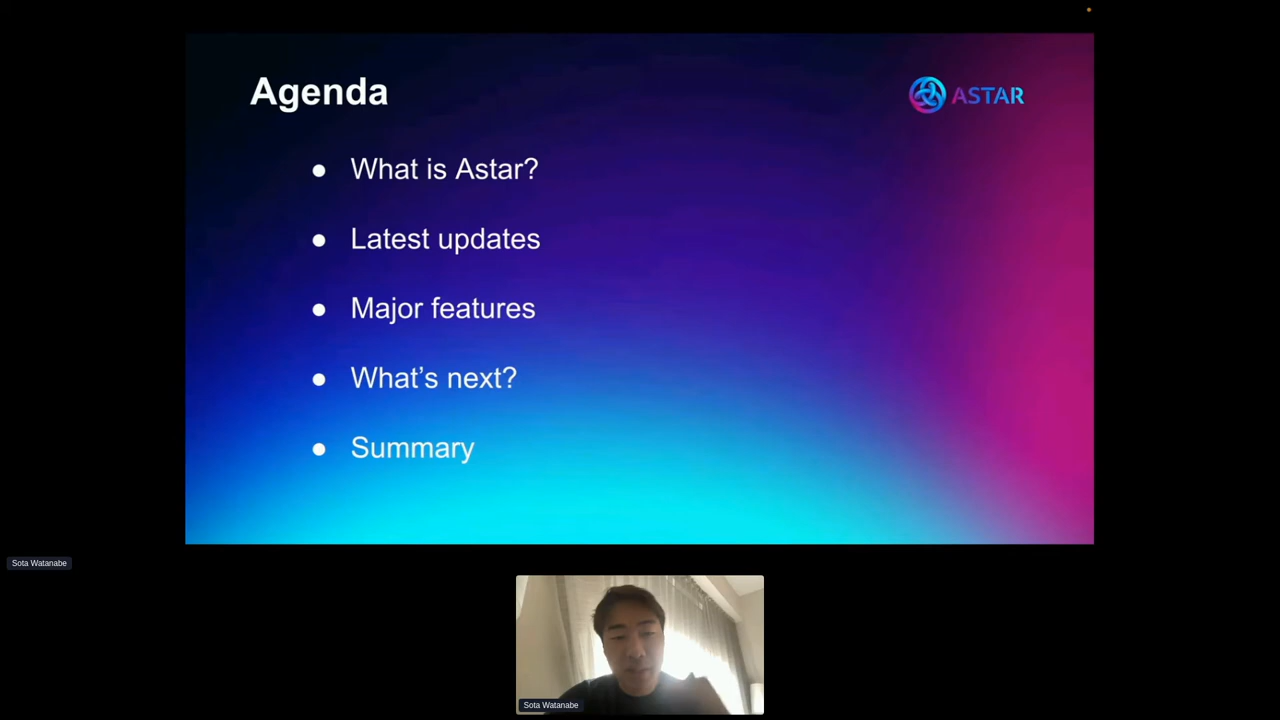 Agenda
ASTAR
● What is Astar?
● Latest updates
● Major features
● What’s next?
● Summary
Sota Watanabe
Sota Watanabe